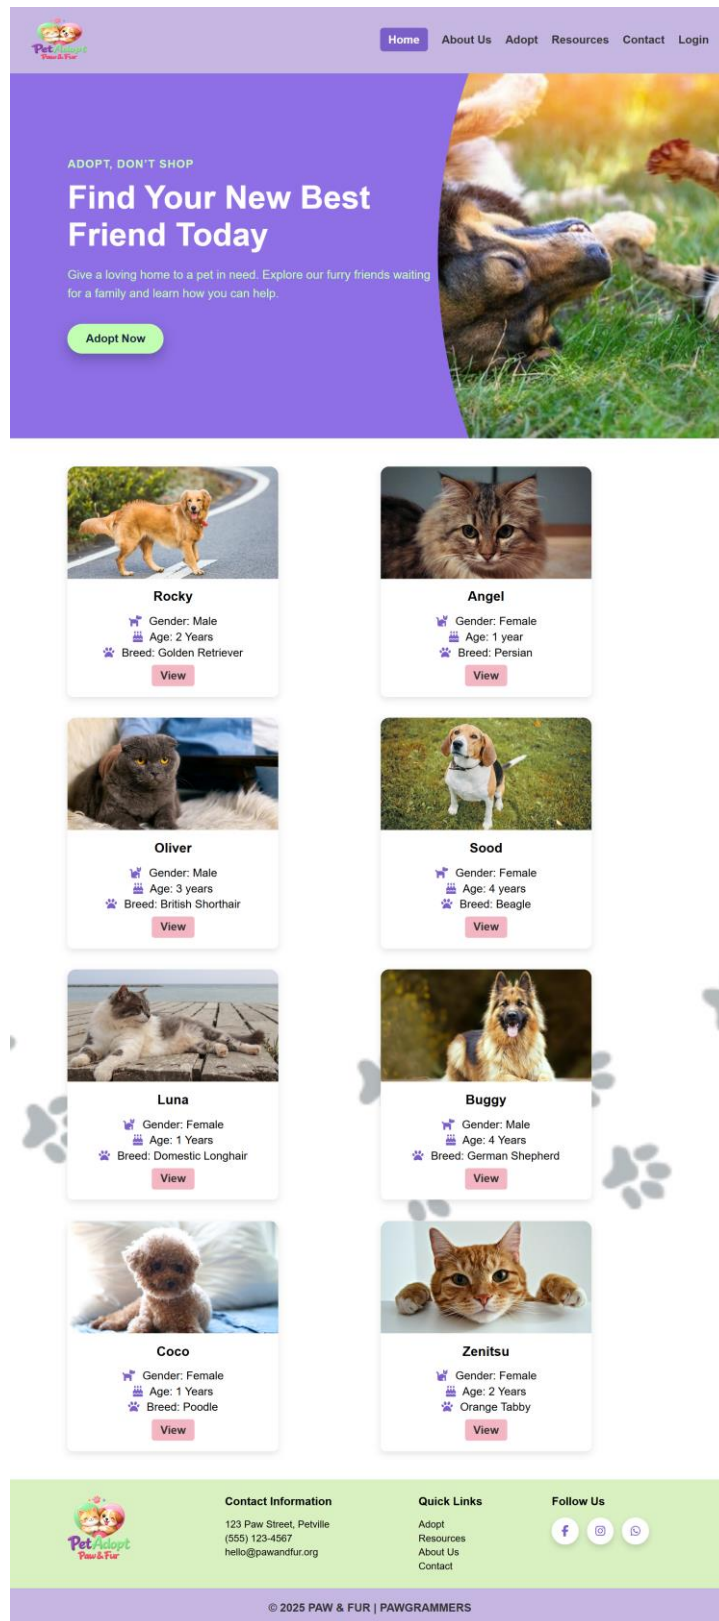 Pet Adopt
Paw & Fur
Home About Us Adopt Resources Contact Login
ADOPT, DON'T SHOP
Find Your New Best
Friend Today
Give a loving home to a pet in need. Explore our furry friends waiting
for a family and learn how you can help.
Adopt Now
Rocky
Gender: Male
Age: 2 Years
Breed: Golden Retriever
View
Angel
Gender: Female
Age: 1 year
Breed: Persian
View
Oliver
Gender: Male
Age: 3 years
Breed: British Shorthair
View
Sood
Gender: Female
Age: 4 years
Breed: Beagle
View
Luna
Gender: Female
Age: 1 Years
Breed: Domestic Longhair
View
Buggy
Gender: Male
Age: 4 Years
Breed: German Shepherd
View
Coco
Gender: Female
Age: 1 Years
Breed: Poodle
View
Zenitsu
Gender: Female
Age: 2 Years
Orange Tabby
View
Pet Adopt
Paw & Fur
Contact Information
123 Paw Street, Petville
(555) 123-4567
hello@pawandfur.org
Quick Links
Adopt
Resources
About Us
Contact
Follow Us
© 2025 PAW & FUR | PAWGRAMMERS